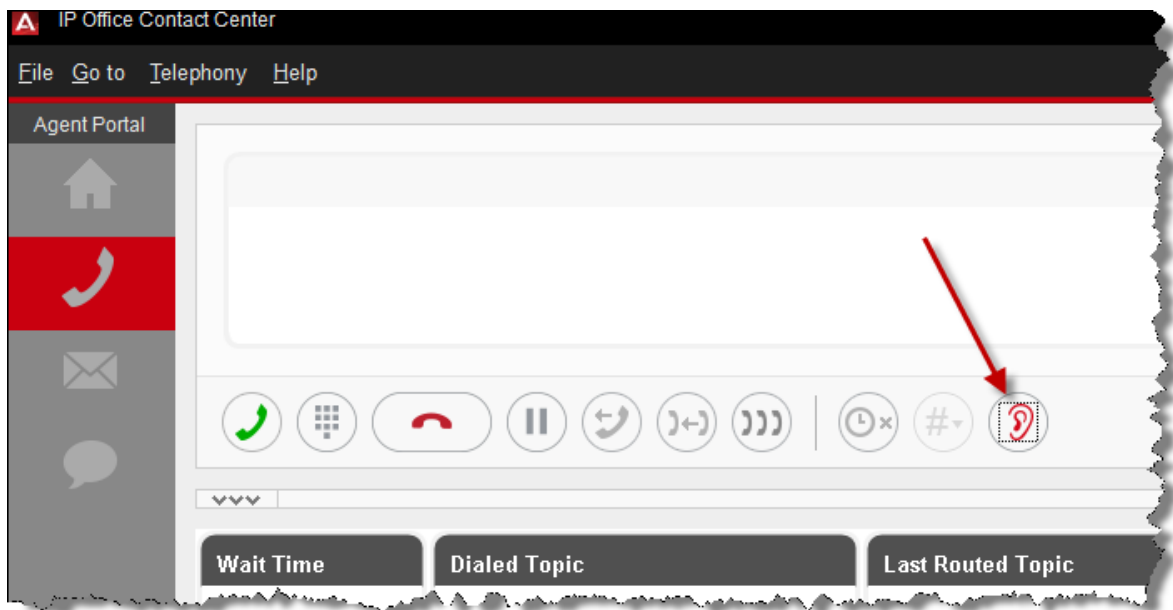 IP Office Contact Center
File Go to Telephony Help
Agent Portal
Wait Time Dialed Topic Last Routed Topic